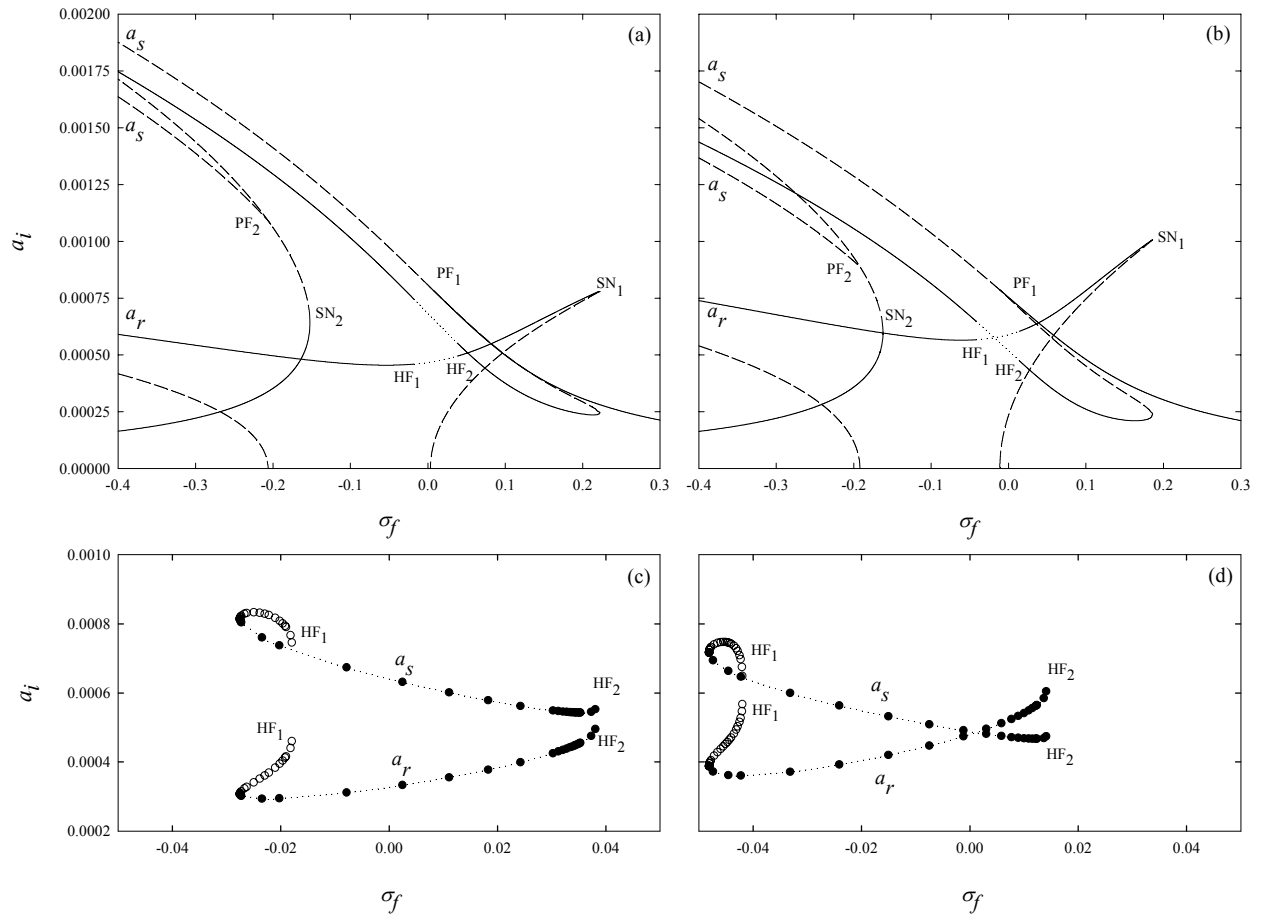 (a)
0.00200
0.00175
0.00150
0.00125
0.00100
0.00075
0.00050
0.00025
0.00000
a_i
a_s
a_s
PF_2
PF_1
SN_1
SN_2
a_r
HF_1
HF_2
-0.4
-0.3
-0.2
-0.1
0.0
0.1
0.2
0.3
σ_f
(b)
a_s
a_s
SN_1
PF_2
PF_1
a_r
SN_2
HF_1
HF_2
-0.4
-0.3
-0.2
-0.1
0.0
0.1
0.2
0.3
σ_f
(c)
0.0010
0.0008
0.0006
0.0004
0.0002
a_i
HF_1
a_s
HF_2
HF_1
HF_2
a_r
-0.04
-0.02
0.00
0.02
0.04
σ_f
(d)
HF_1
a_s
HF_2
HF_1
HF_2
a_r
-0.04
-0.02
0.00
0.02
0.04
σ_f